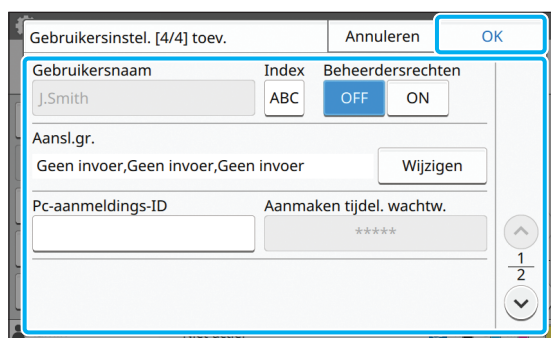 Gebruikersinstel. [4/4] toev.
Annuleren
OK
Gebruikersnaam
Index
Beheerdersrechten
J.Smith
ABC
OFF
ON
Aansl.gr.
Geen invoer,Geen invoer,Geen invoer
Wijzigen
Pc-aanmeldings-ID
Aanmaken tijdel. wachtw.
*****
1
2